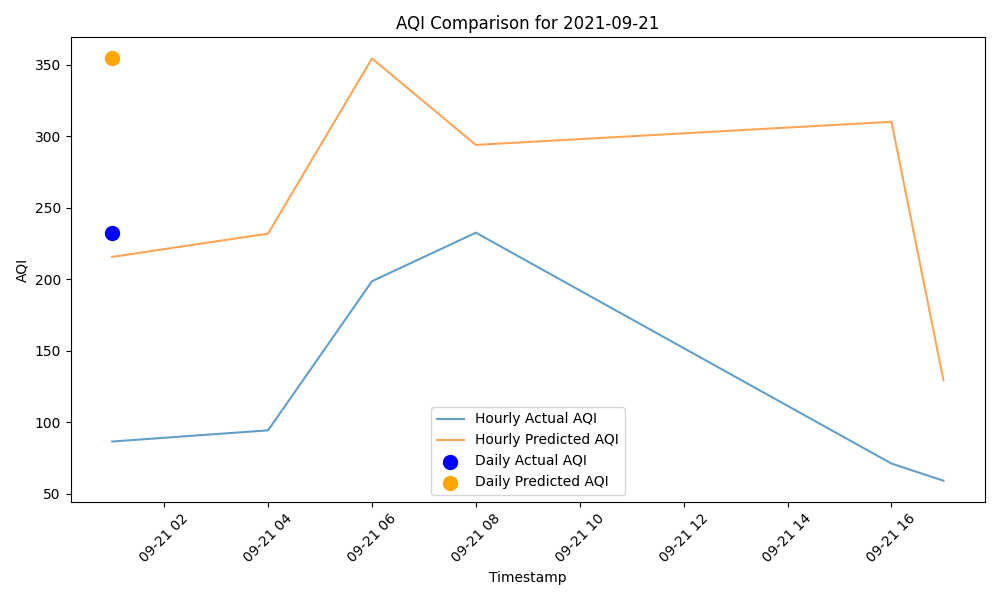 AQI Comparison for 2021-09-21
AQI
350
300
250
200
150
100
50
Hourly Actual AQI
Hourly Predicted AQI
Daily Actual AQI
Daily Predicted AQI
09-21 02
09-21 04
09-21 06
09-21 08
09-21 10
09-21 12
09-21 14
09-21 16
Timestamp